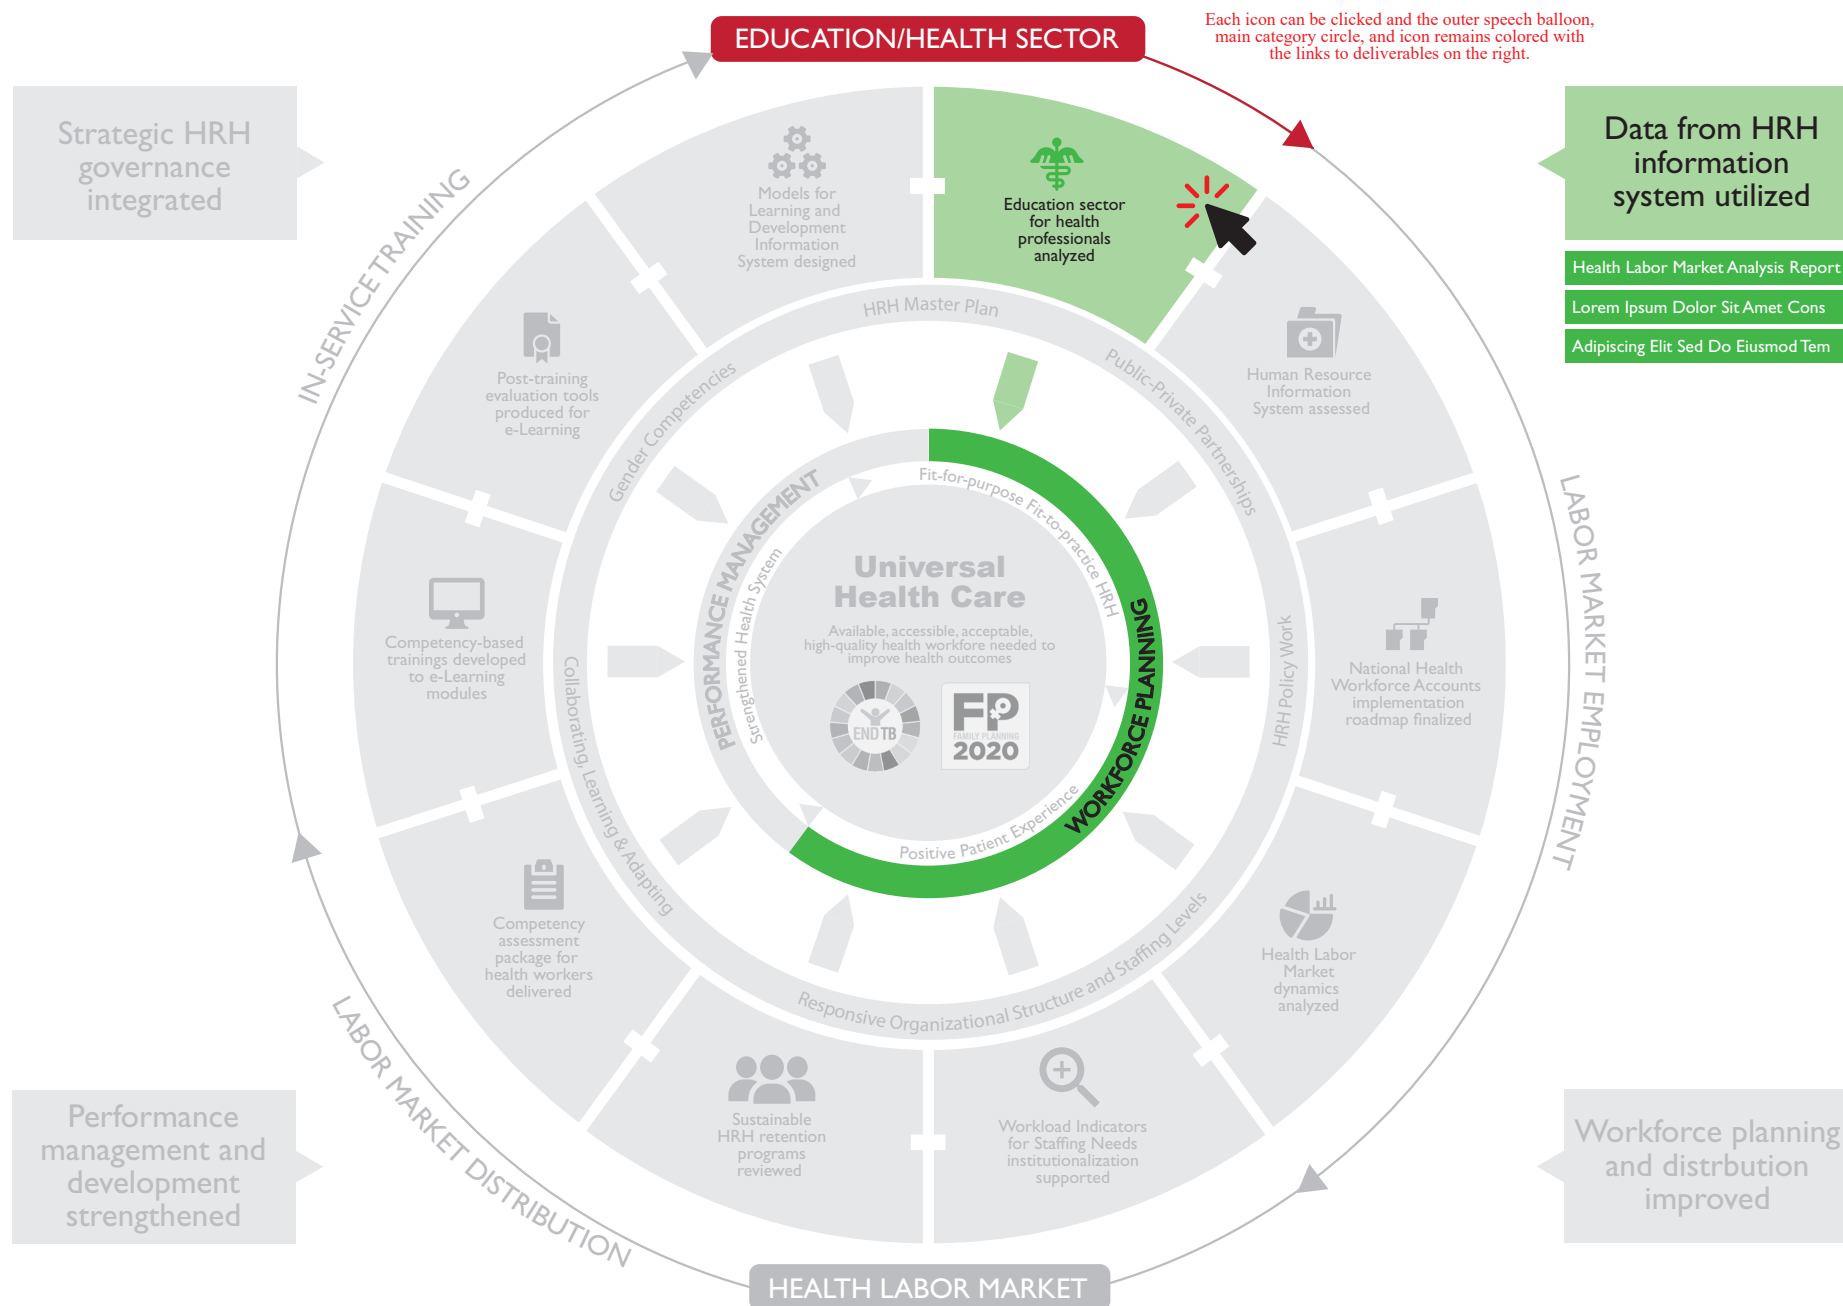 EDUCATION/HEALTH SECTOR
Each icon can be clicked and the outer speech balloon,
main category circle, and icon remains colored with
the links to deliverables on the right.
Strategic HRH
governance
integrated
Data from HRH
information
system utilized
Health Labor Market Analysis Report
Lorem Ipsum Dolor Sit Amet Cons
Adipiscing Elit Sed Do Eiusmod Tem
IN-SERVICE TRAINING
LABOR MARKET EMPLOYMENT
LABOR MARKET DISTRIBUTION
Models for
Learning and
Development
Information
System designed
Education sector
for health
professionals
analyzed
Post-training
evaluation tools
produced for
e-Learning
Human Resource
Information
System assessed
Competency-based
trainings developed
to e-Learning
modules
National Health
Workforce Accounts
implementation
roadmap finalized
Competency
assessment
package for
health workers
delivered
Health Labor
Market
dynamics
analyzed
Sustainable
HRH retention
programs
reviewed
Workload Indicators
for Staffing Needs
institutionalization
supported
HRH Master Plan
Public-Private Partnerships
HRH Policy Work
Responsive Organizational Structure and Staffing Levels
Collaborating, Learning & Adapting
Gender Competencies
PERFORMANCE MANAGEMENT
WORKFORCE PLANNING
Fit-for-purpose Fit-to-practice HRH
Positive Patient Experience
Strengthened Health System
Universal
Health Care
Available, accessible, acceptable,
high-quality health workfore needed to
improve health outcomes
END TB
FP
FAMILY PLANNING
2020
Performance
management and
development
strengthened
Workforce planning
and distrbution
improved
HEALTH LABOR MARKET